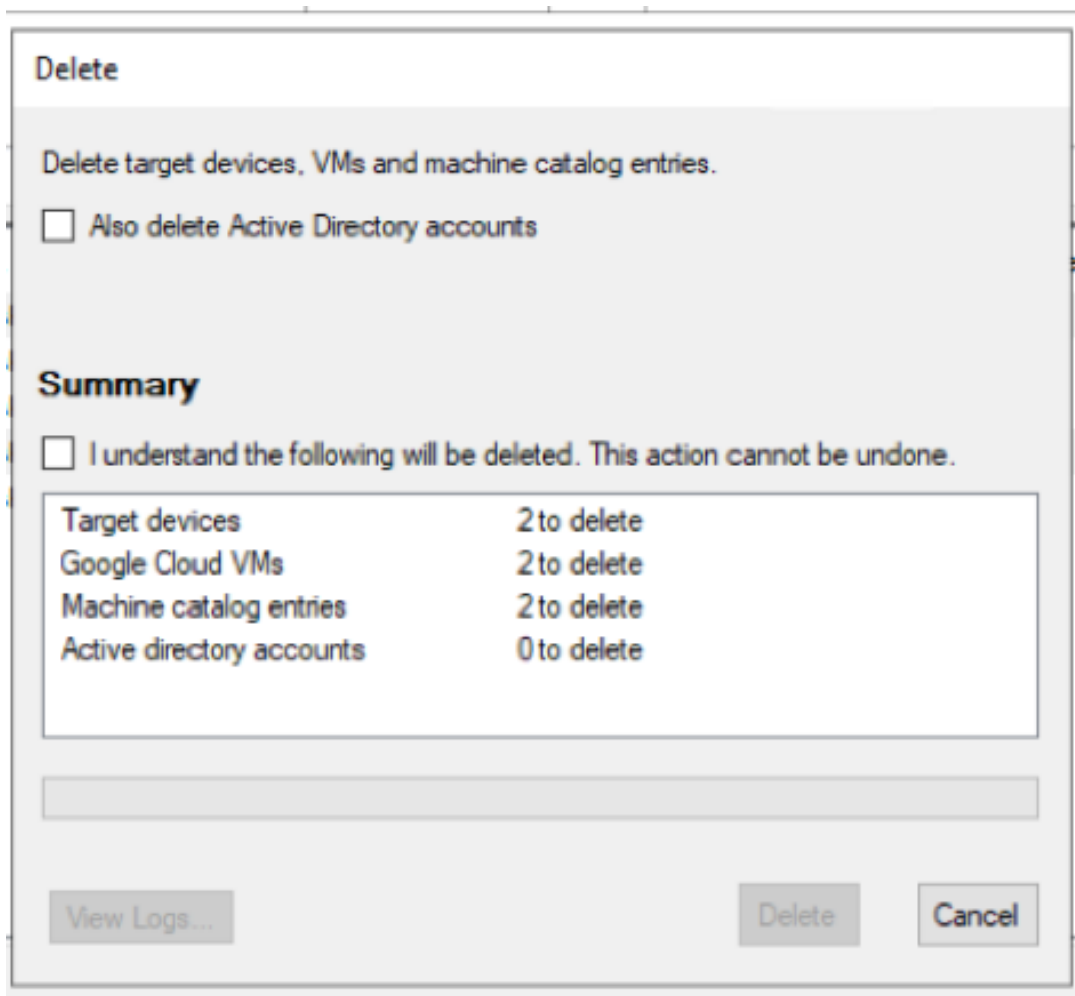 Delete
Delete target devices, VMs and machine catalog entries.
Also delete Active Directory accounts
Summary
I understand the following will be deleted. This action cannot be undone.
Target devices 2 to delete
Google Cloud VMs 2 to delete
Machine catalog entries 2 to delete
Active directory accounts 0 to delete
View Logs...
Delete
Cancel